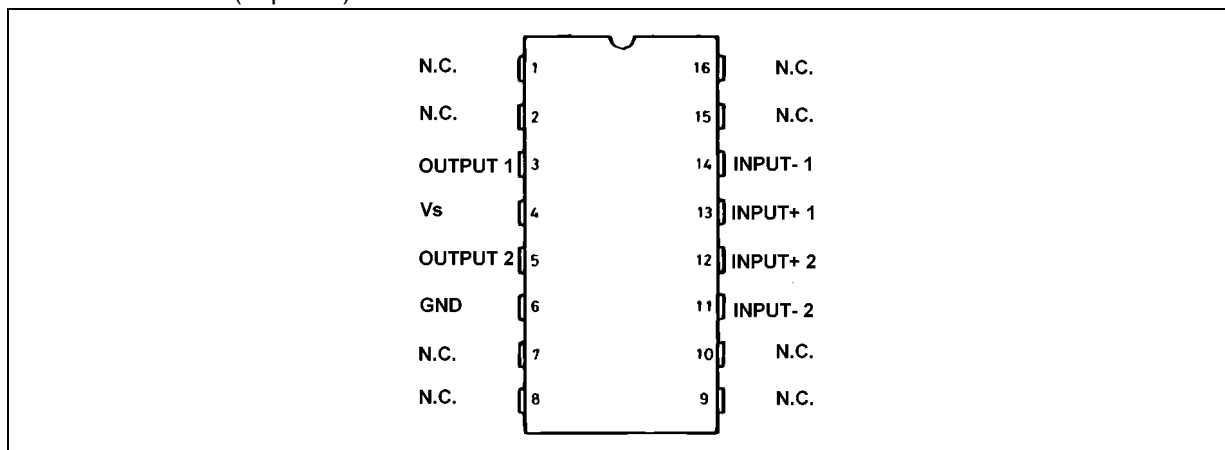 N.C. 1 16 N.C.
N.C. 2 15 N.C.
OUTPUT 1 3 14 INPUT- 1
Vs 4 13 INPUT+ 1
OUTPUT 2 5 12 INPUT+ 2
GND 6 11 INPUT- 2
N.C. 7 10 N.C.
N.C. 8 9 N.C.